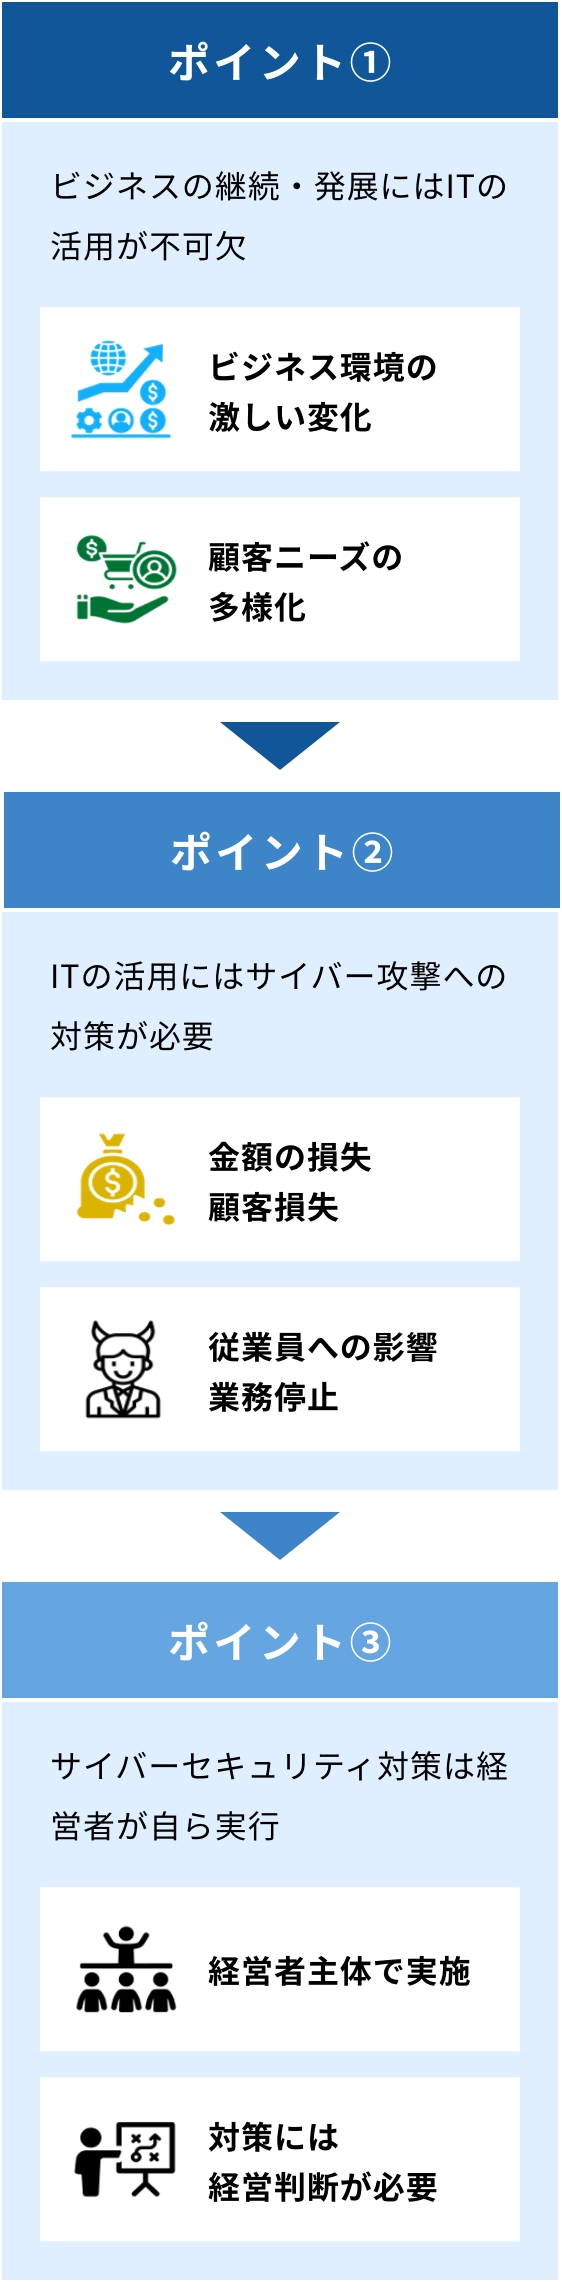 ポイント①
ビジネスの継続・発展にはITの
活用が不可欠
ビジネス環境の
激しい変化
顧客ニーズの
多様化
ポイント②
ITの活用にはサイバー攻撃への
対策が必要
金額の損失
顧客損失
従業員への影響
業務停止
ポイント③
サイバーセキュリティ対策は経
営者が自ら実行
経営者主体で実施
対策には
経営判断が必要